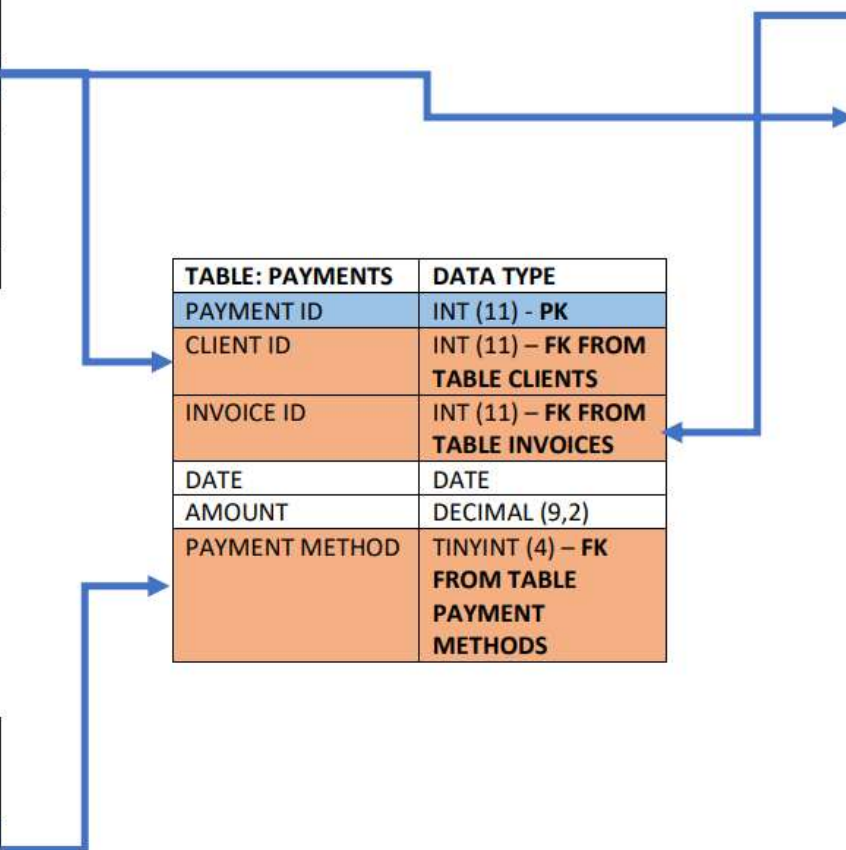 TABLE: PAYMENTS DATA TYPE
PAYMENT ID INT (11) - PK
CLIENT ID INT (11) – FK FROM
TABLE CLIENTS
INVOICE ID INT (11) – FK FROM
TABLE INVOICES
DATE DATE
AMOUNT DECIMAL (9,2)
PAYMENT METHOD TINYINT (4) – FK
FROM TABLE
PAYMENT
METHODS